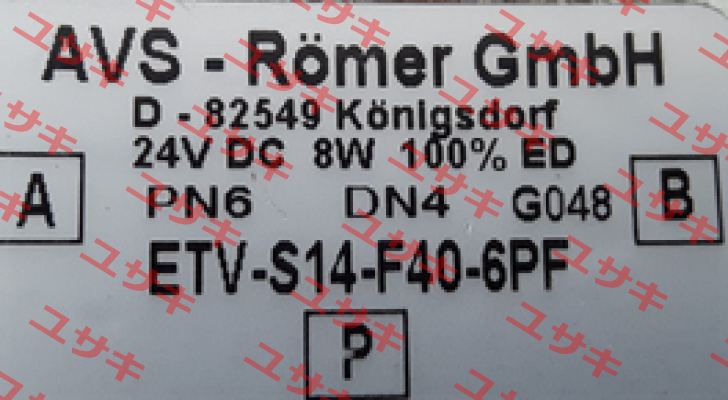 AVS - Römer GmbH
D - 82549 Königsdorf
24V DC 8W 100% ED
A PN6 DN4 G048 B
ETV-S14-F40-6PF
P
ユサキ